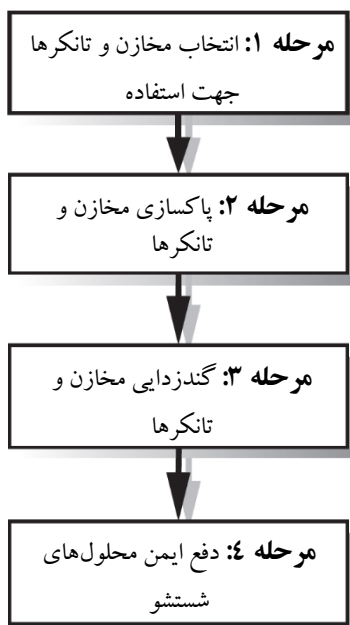 مرحله ۱: انتخاب مخازن و تانکرها
جهت استفاده
مرحله ۲: پاکسازی مخازن و
تانکرها
مرحله ۳: گندزدایی مخازن و
تانکرها
مرحله ٤: دفع ایمن محلول‌های
شستشو